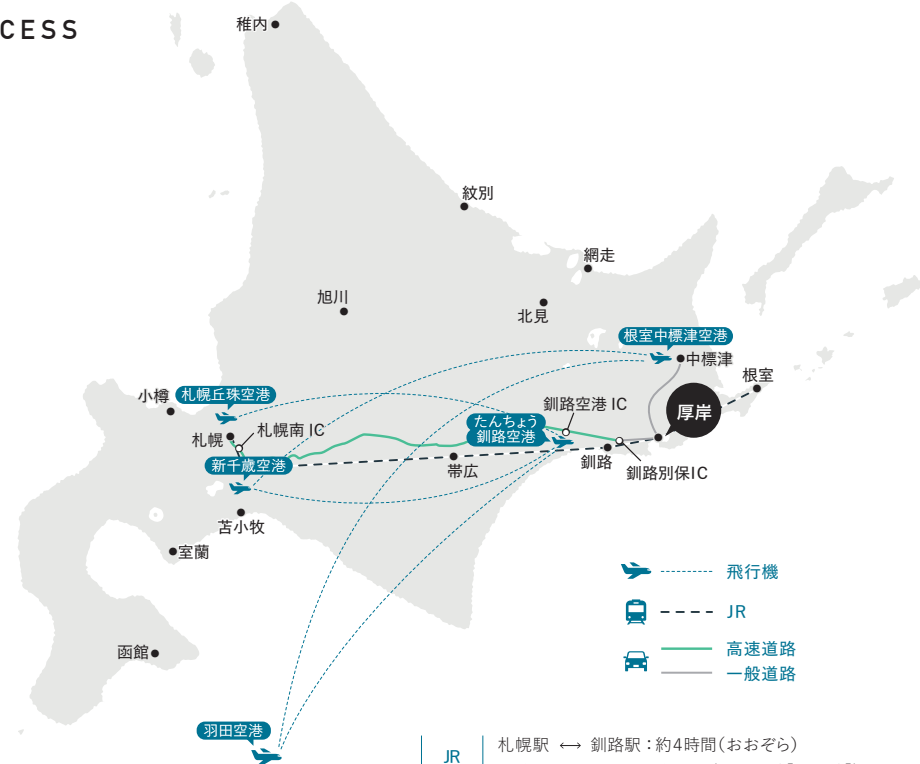 CESS
稚内
紋別
網走
旭川
北見
根室中標津空港
中標津
根室
小樽
札幌丘珠空港
厚岸
釧路空港 IC
札幌
札幌南 IC
たんちょう
釧路空港
新千歳空港
帯広
釧路
釧路別保IC
苫小牧
室蘭
飛行機
JR
函館
高速道路
一般道路
羽田空港
JR
札幌駅 ⟷ 釧路駅：約4時間（おおぞら）